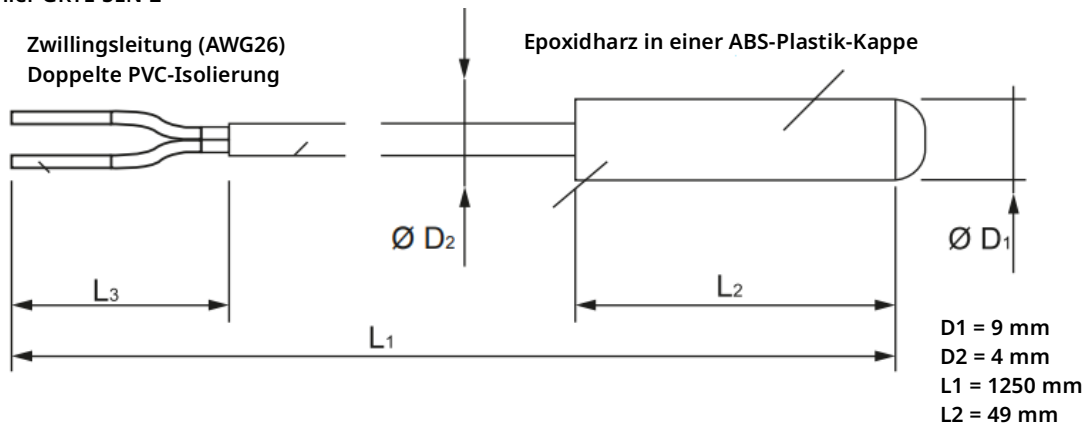 Zwillingsleitung (AWG26)
Doppelte PVC-Isolierung
Epoxidharz in einer ABS-Plastik-Kappe
Ø D2
Ø D1
L3
L2
L1
D1 = 9 mm
D2 = 4 mm
L1 = 1250 mm
L2 = 49 mm